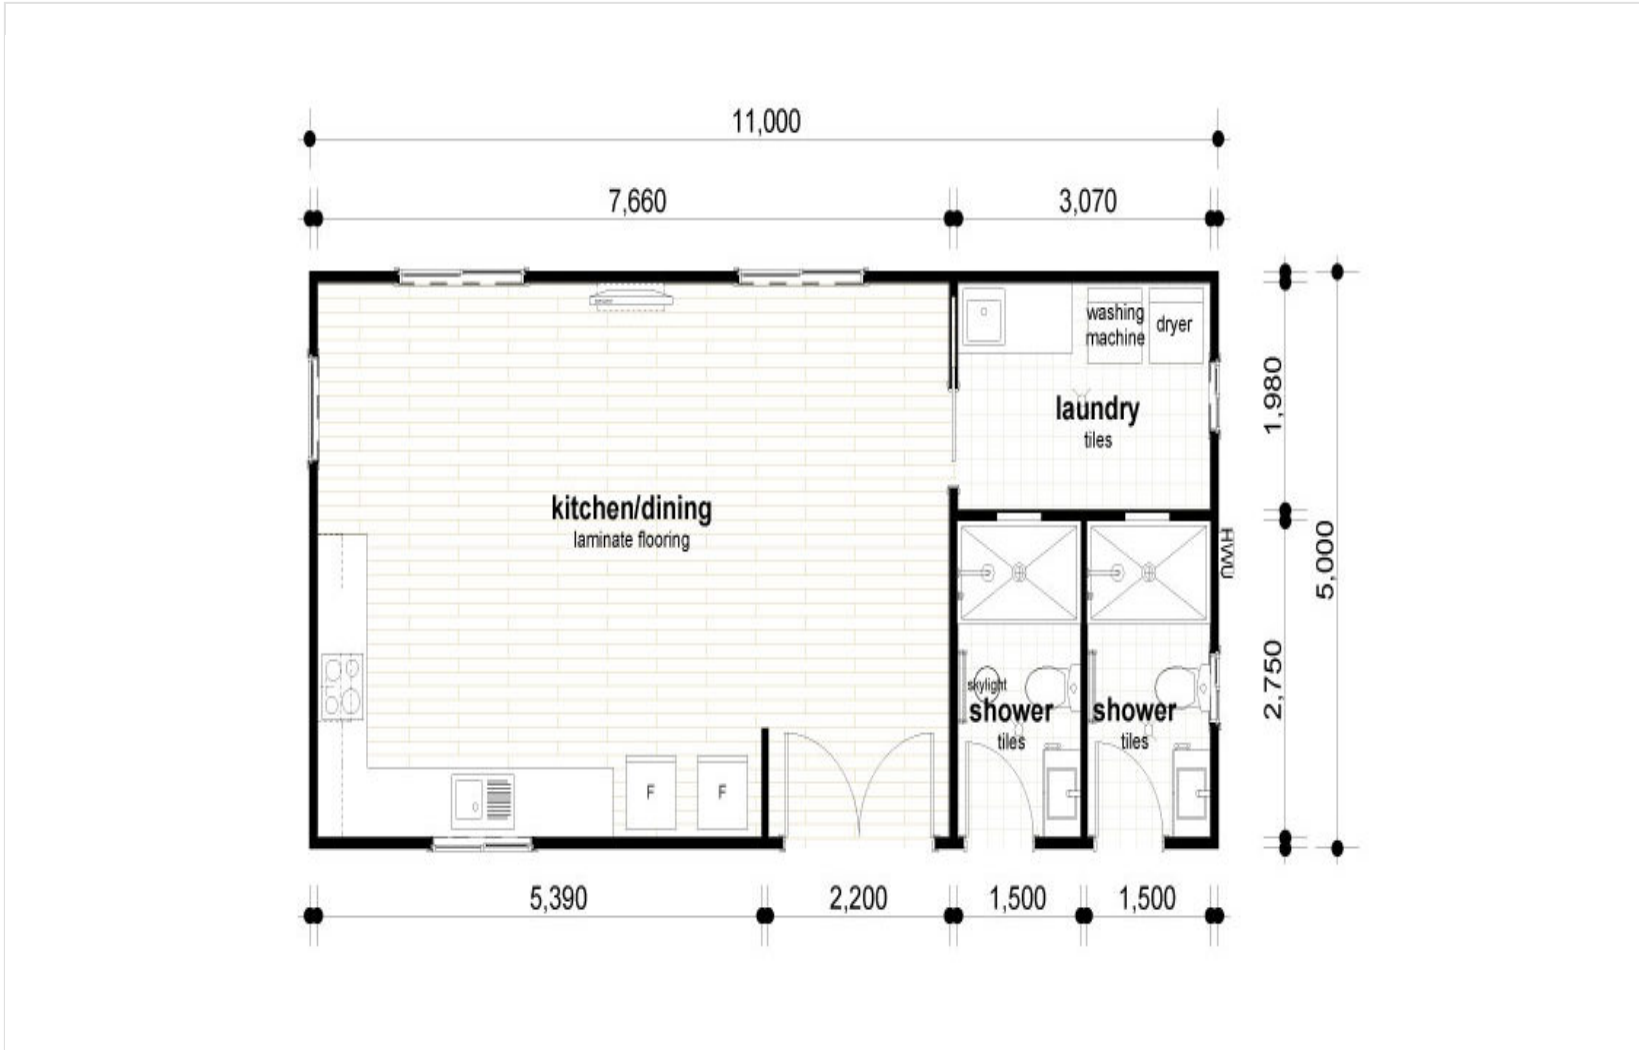 11,000
7,660
3,070
washing
machine
dryer
laundry
tiles
1,980
kitchen/dining
laminate flooring
HWU
5,000
2,750
skylight
shower
tiles
shower
tiles
F
F
5,390
2,200
1,500
1,500